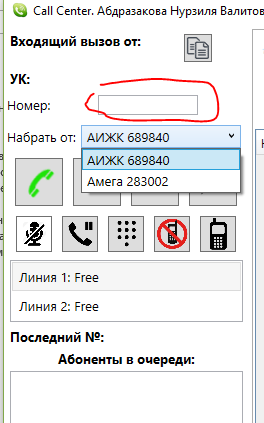 Call Center. Абдразакова Нурзиля Валитов
Входящий вызов от:
УК:
Номер:
Набрать от: АИЖК 689840
АИЖК 689840
Амега 283002
Линия 1: Free
Линия 2: Free
Последний №:
Абоненты в очереди: